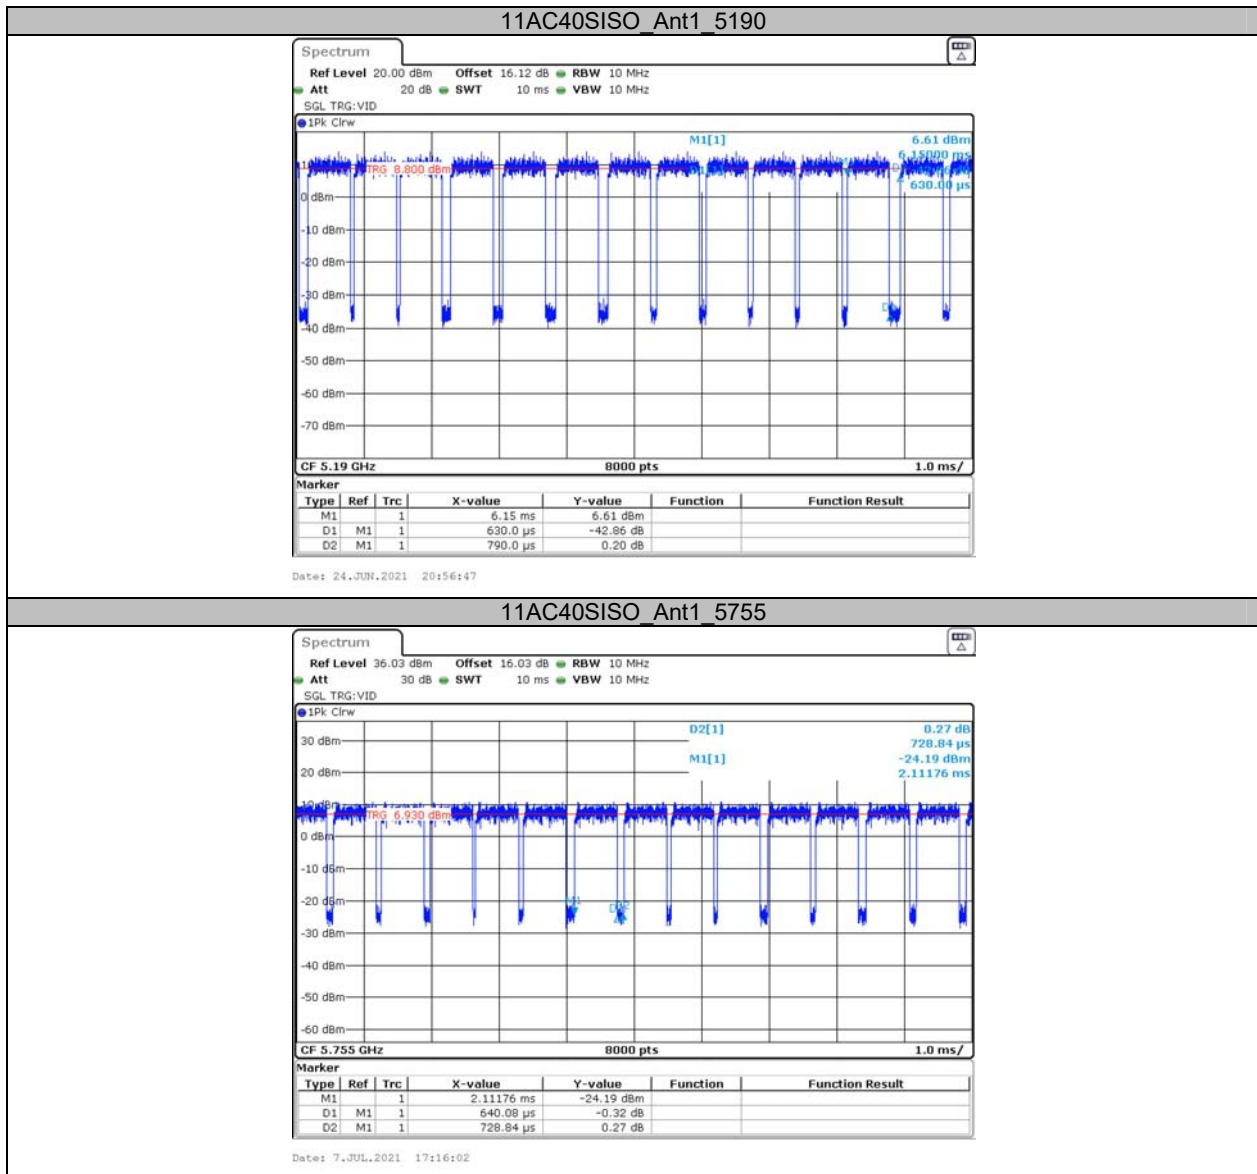 11AC40SISO_Ant1_5190
Spectrum
Ref Level 20.00 dBm Offset 16.12 dB RBW 10 MHz
Att 20 dB SWT 10 ms VBW 10 MHz
SGL TRG:VID
1Pk Clrw
M1[1] 6.61 dBm
6.15000 ms
TRG 8.800 dBm
630.00 µs
0 dBm
-10 dBm
-20 dBm
-30 dBm
-40 dBm
-50 dBm
-60 dBm
-70 dBm
CF 5.19 GHz 8000 pts 1.0 ms/
Marker
Type Ref Trc X-value Y-value Function Function Result
M1 1 6.15 ms 6.61 dBm
D1 M1 1 630.0 µs -42.86 dB
D2 M1 1 790.0 µs 0.20 dB
Date: 24.JUN.2021 20:56:47
11AC40SISO_Ant1_5755
Spectrum
Ref Level 36.03 dBm Offset 16.03 dB RBW 10 MHz
Att 30 dB SWT 10 ms VBW 10 MHz
SGL TRG:VID
1Pk Clrw
D2[1] 0.27 dB
30 dBm 728.84 µs
M1[1] -24.19 dBm
20 dBm 2.11176 ms
10 dBm
TRG 6.930 dBm
0 dBm
-10 dBm
-20 dBm
M1
-30 dBm
-40 dBm
-50 dBm
-60 dBm
CF 5.755 GHz 8000 pts 1.0 ms/
Marker
Type Ref Trc X-value Y-value Function Function Result
M1 1 2.11176 ms -24.19 dBm
D1 M1 1 640.08 µs -0.32 dB
D2 M1 1 728.84 µs 0.27 dB
Date: 7.JUL.2021 17:16:02